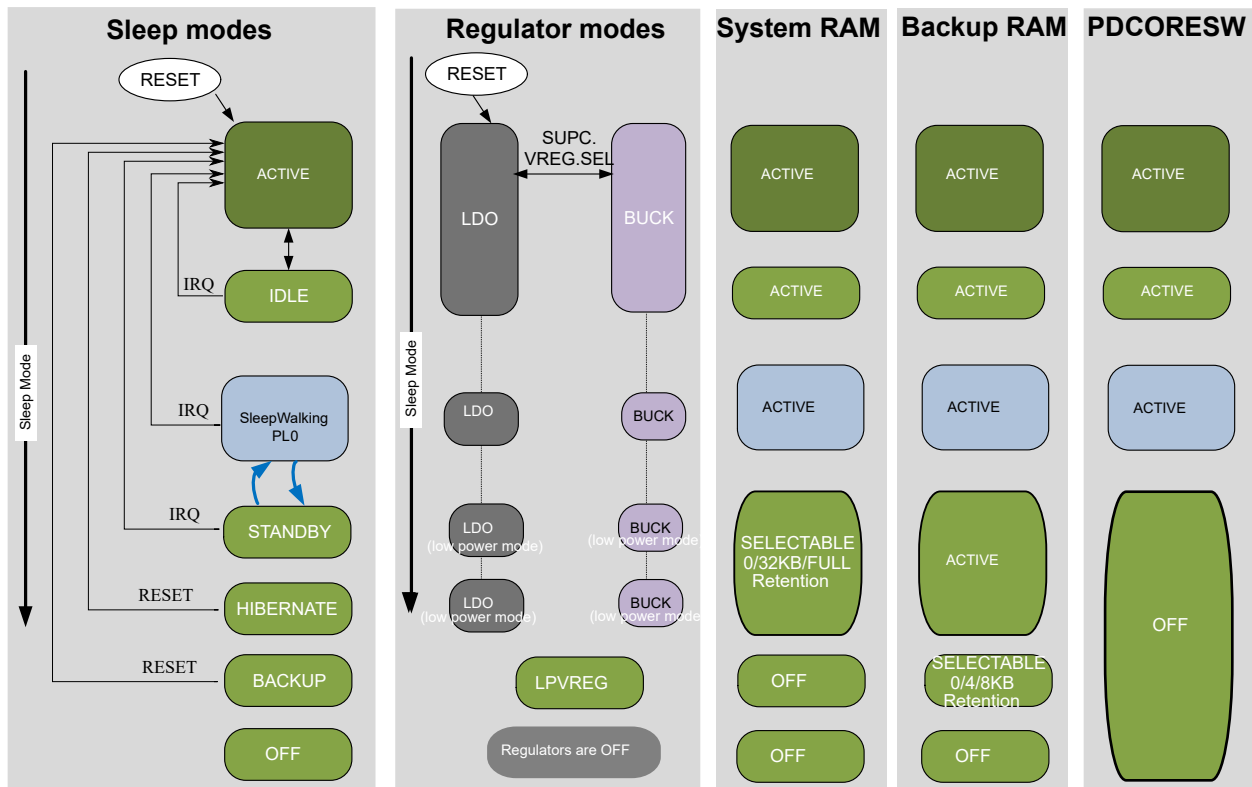 Sleep modes
RESET
ACTIVE
IRQ
IDLE
Sleep Mode
IRQ
SleepWalking
PL0
IRQ
STANDBY
RESET
HIBERNATE
RESET
BACKUP
OFF
Regulator modes
RESET
SUPC.
VREG.SEL
LDO
BUCK
Sleep Mode
LDO
BUCK
LDO
(low power mode)
BUCK
(low power mode
LDO
(low power mode)
BUCK
(low power mode
LPVREG
Regulators are OFF
System RAM
ACTIVE
ACTIVE
ACTIVE
SELECTABLE
0/32KB/FULL
Retention
OFF
OFF
Backup RAM
ACTIVE
ACTIVE
ACTIVE
ACTIVE
SELECTABLE
0/4/8KB
Retention
OFF
PDCORESW
ACTIVE
ACTIVE
ACTIVE
OFF